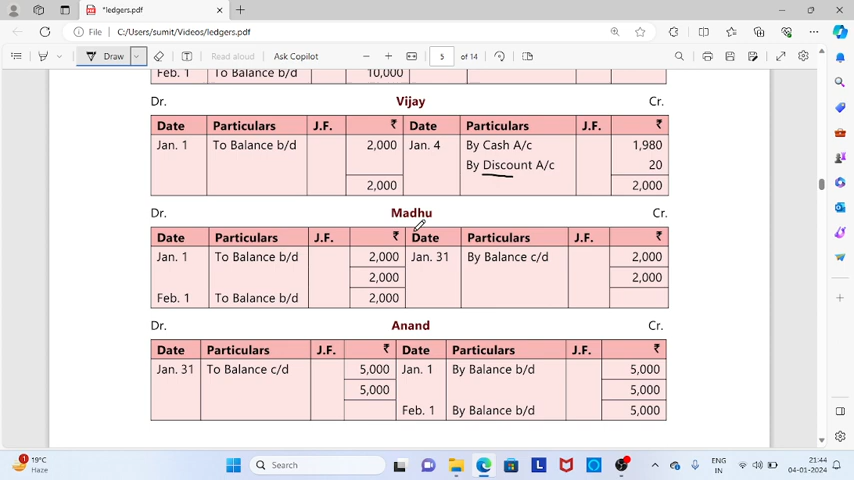 *ledgers.pdf
File C:/Users/sumit/Videos/ledgers.pdf
Draw Read aloud Ask Copilot 5 of 14
Feb. 1 To Balance b/d 10,000
Dr. Vijay Cr.
Date Particulars J.F. ₹ Date Particulars J.F. ₹
Jan. 1 To Balance b/d 2,000 Jan. 4 By Cash A/c 1,980
By Discount A/c 20
2,000 2,000
Dr. Madhu Cr.
Date Particulars J.F. ₹ Date Particulars J.F. ₹
Jan. 1 To Balance b/d 2,000 Jan. 31 By Balance c/d 2,000
2,000 2,000
Feb. 1 To Balance b/d 2,000
Dr. Anand Cr.
Date Particulars J.F. ₹ Date Particulars J.F. ₹
Jan. 31 To Balance c/d 5,000 Jan. 1 By Balance b/d 5,000
5,000 5,000
Feb. 1 By Balance b/d 5,000
19°C
Haze
Search
ENG
IN
21:44
04-01-2024